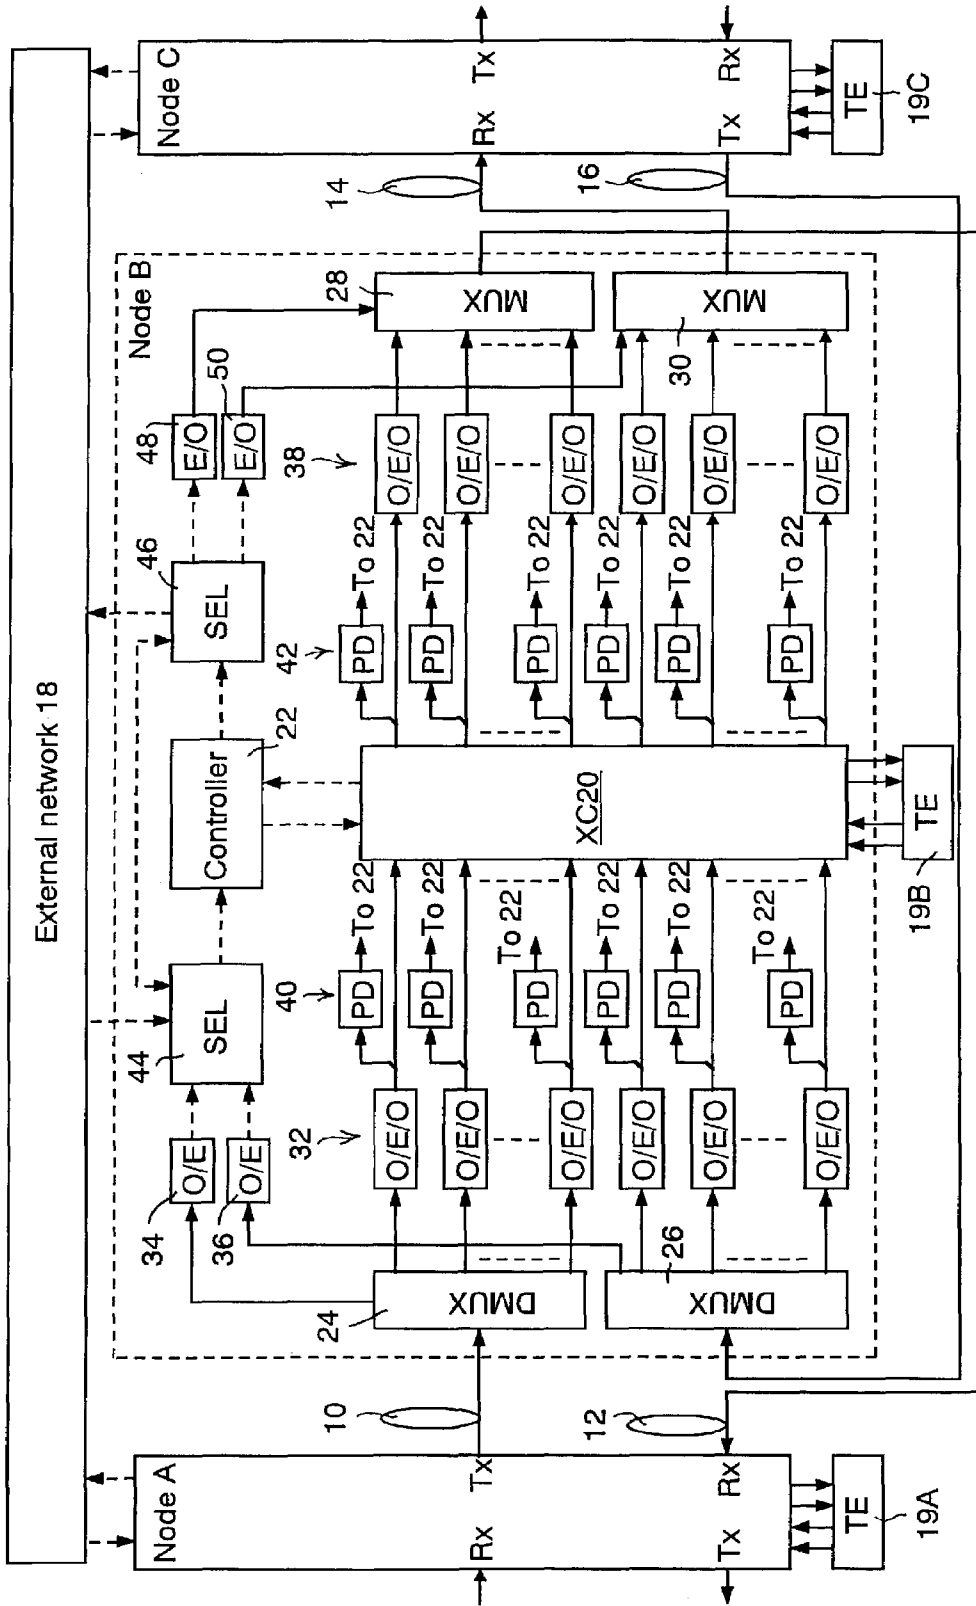 External network 18
Node A
Rx
Tx
Tx
Rx
TE
19A
10
12
Node B
24
DMUX
26
DMUX
34
O/E
36
O/E
32
O/E/O
O/E/O
O/E/O
O/E/O
O/E/O
O/E/O
44
SEL
40
PD
To 22
PD
To 22
PD
To 22
PD
To 22
PD
To 22
PD
To 22
Controller
22
XC20
TE
19B
46
SEL
42
PD
To 22
PD
To 22
PD
To 22
PD
To 22
PD
To 22
PD
To 22
48
E/O
50
E/O
38
O/E/O
O/E/O
O/E/O
O/E/O
O/E/O
O/E/O
28
MUX
30
MUX
14
16
Node C
Rx
Tx
Tx
Rx
TE
19C